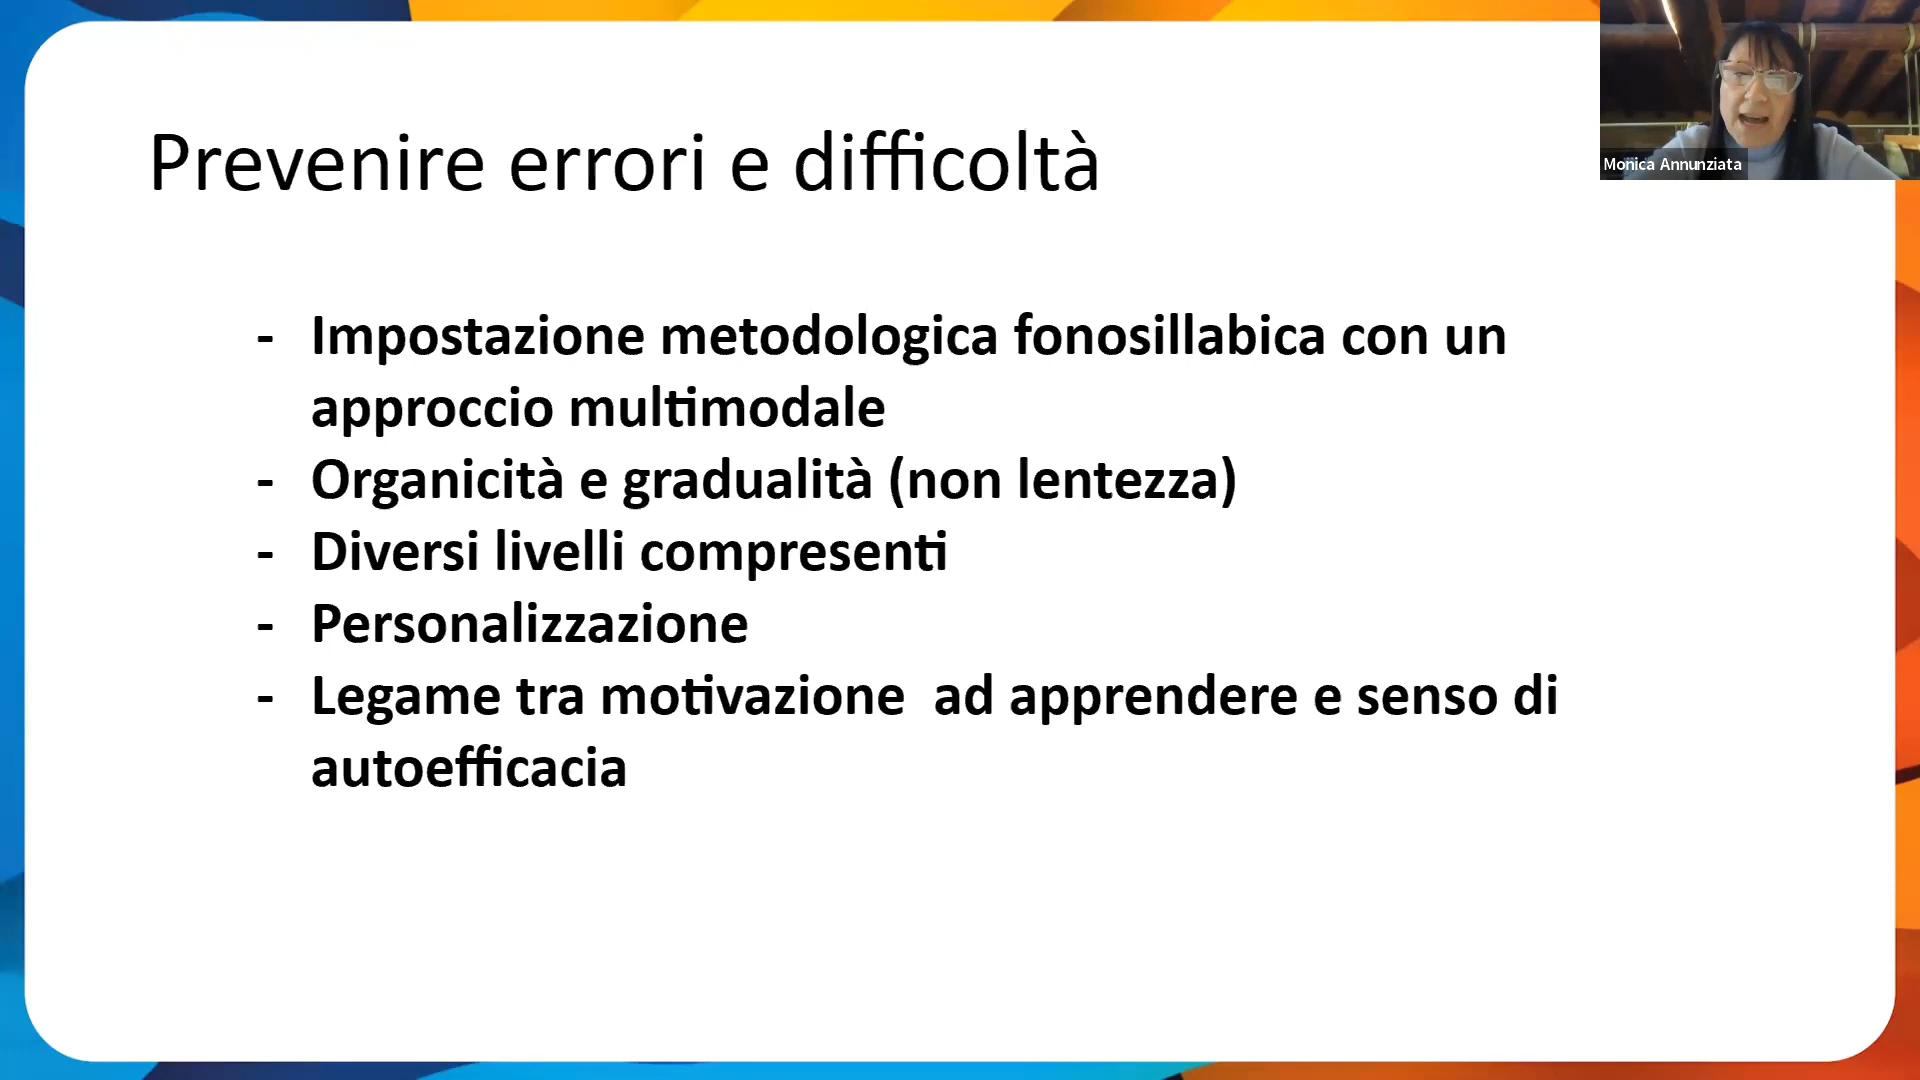 Prevenire errori e difficoltà
Monica Annunziata
- Impostazione metodologica fonosillabica con un
approccio multimodale
- Organicità e gradualità (non lentezza)
- Diversi livelli compresenti
- Personalizzazione
- Legame tra motivazione  ad apprendere e senso di
autoefficacia